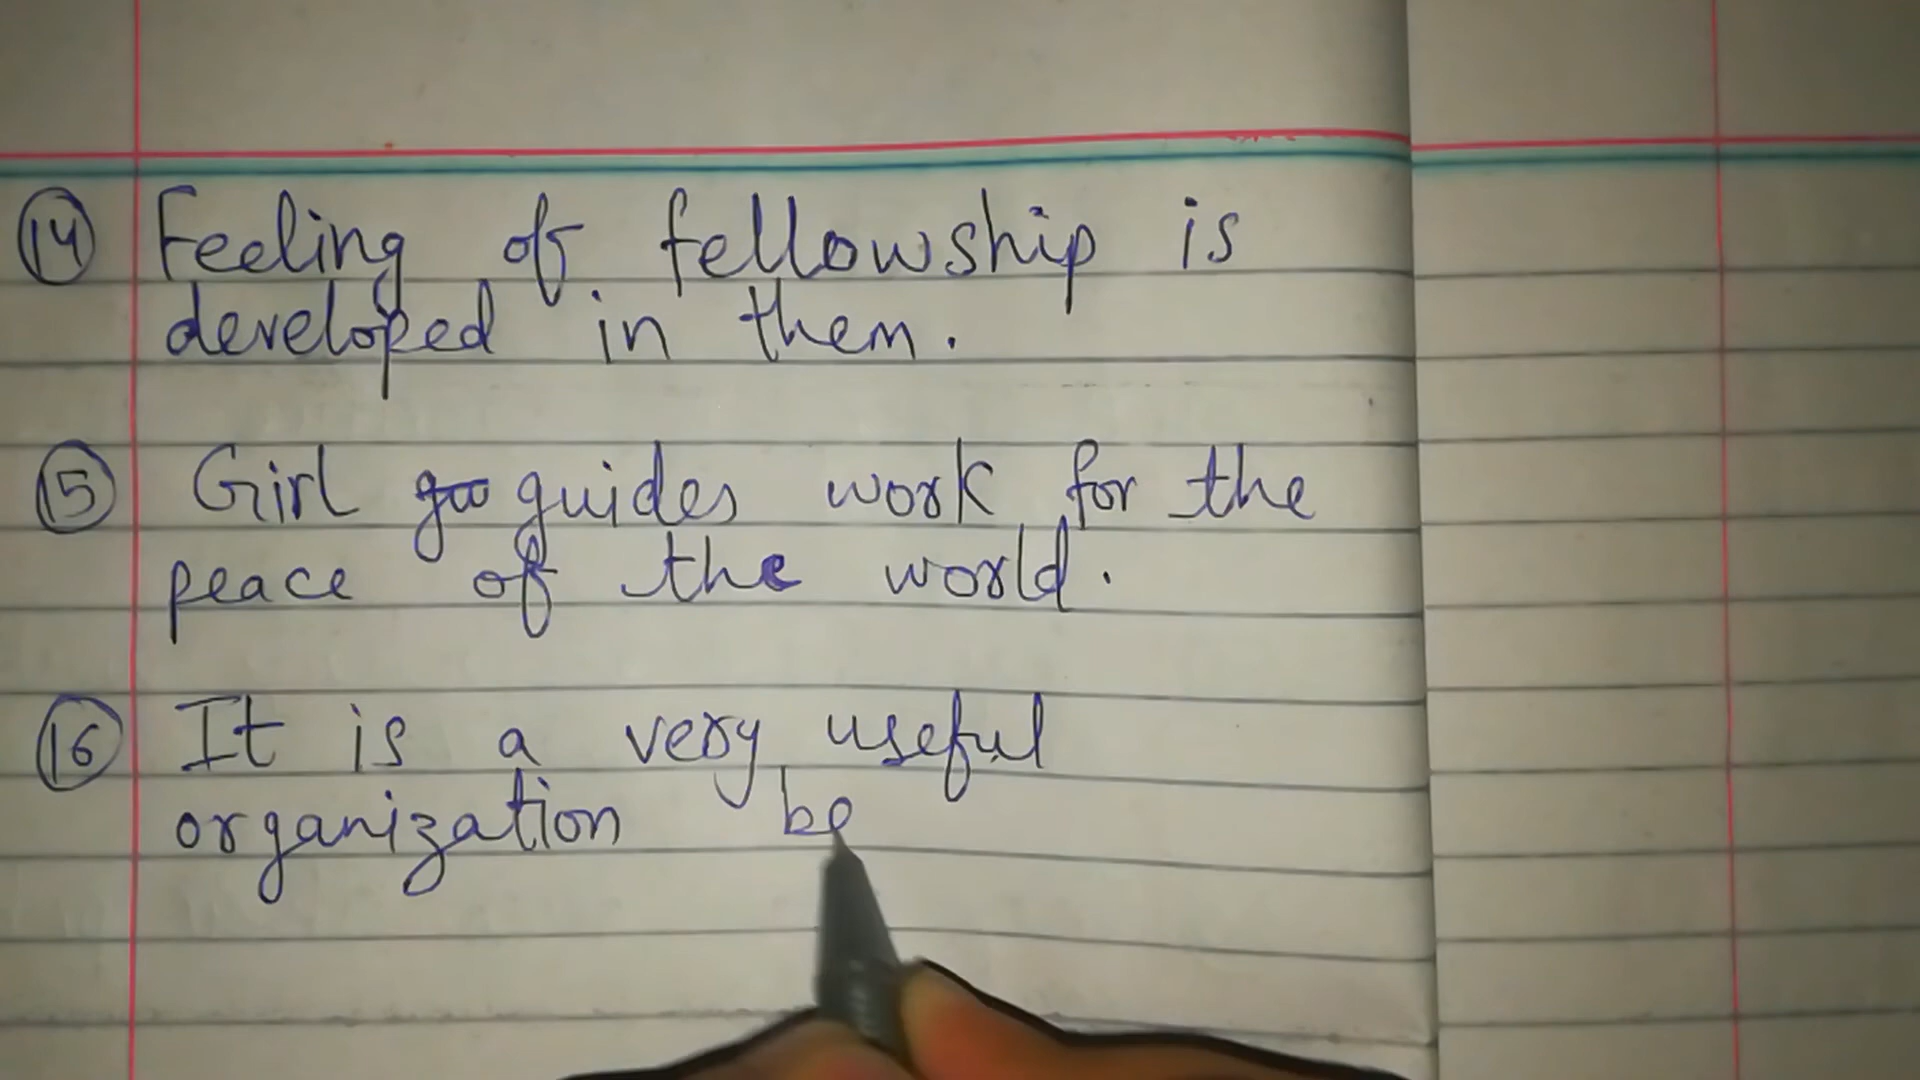 14 Feeling of fellowship is
developed in them.
15 Girl guides work for the
peace of the world.
16 It is a very useful
organization be